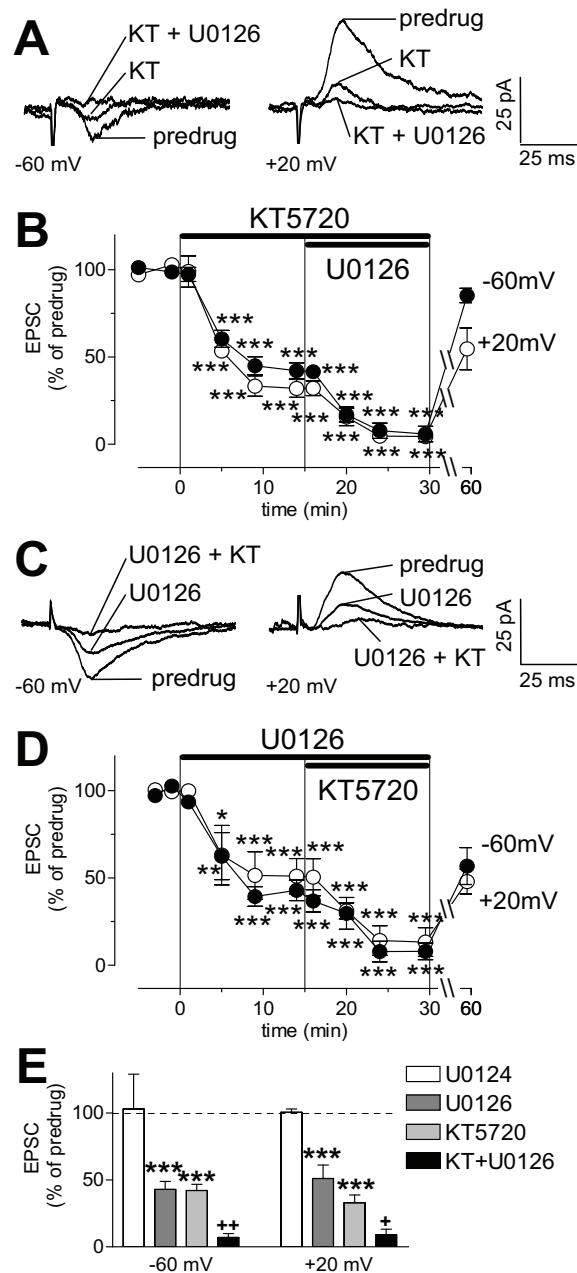 A
KT + U0126
KT
predrug
-60 mV
predrug
KT
KT + U0126
+20 mV
25 pA
25 ms
B
KT5720
U0126
EPSC
(% of predrug)
100
50
0
*** *** *** *** *** *** ***
*** *** *** *** *** *** ***
-60mV
+20mV
0 10 20 30 60
time (min)
C
U0126 + KT
U0126
predrug
-60 mV
predrug
U0126
U0126 + KT
+20 mV
25 pA
25 ms
D
U0126
KT5720
EPSC
(% of predrug)
100
50
0
* *** *** *** *** *** ***
** *** *** *** *** *** ***
-60mV
+20mV
0 10 20 30 60
time (min)
E
EPSC
(% of predrug)
100
50
0
*** *** ++
*** *** +
-60 mV +20 mV
U0124
U0126
KT5720
KT+U0126